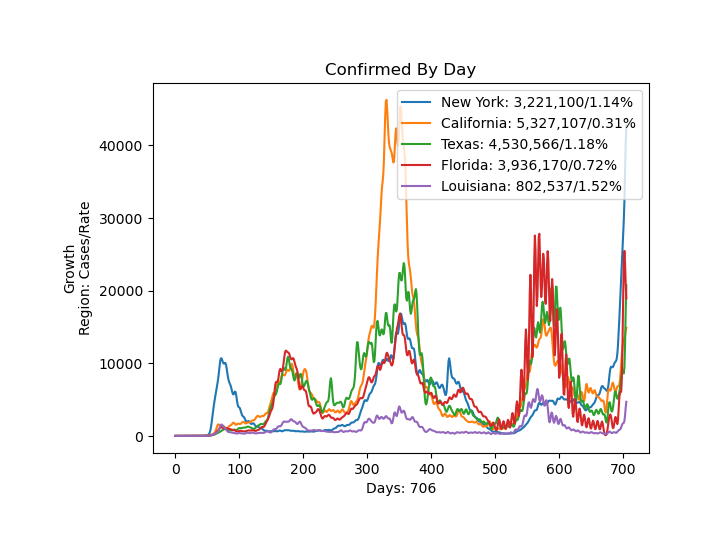 Confirmed By Day
New York: 3,221,100/1.14%
California: 5,327,107/0.31%
Texas: 4,530,566/1.18%
Florida: 3,936,170/0.72%
Louisiana: 802,537/1.52%
Growth
Region: Cases/Rate
40000
30000
20000
10000
0
0 100 200 300 400 500 600 700
Days: 706